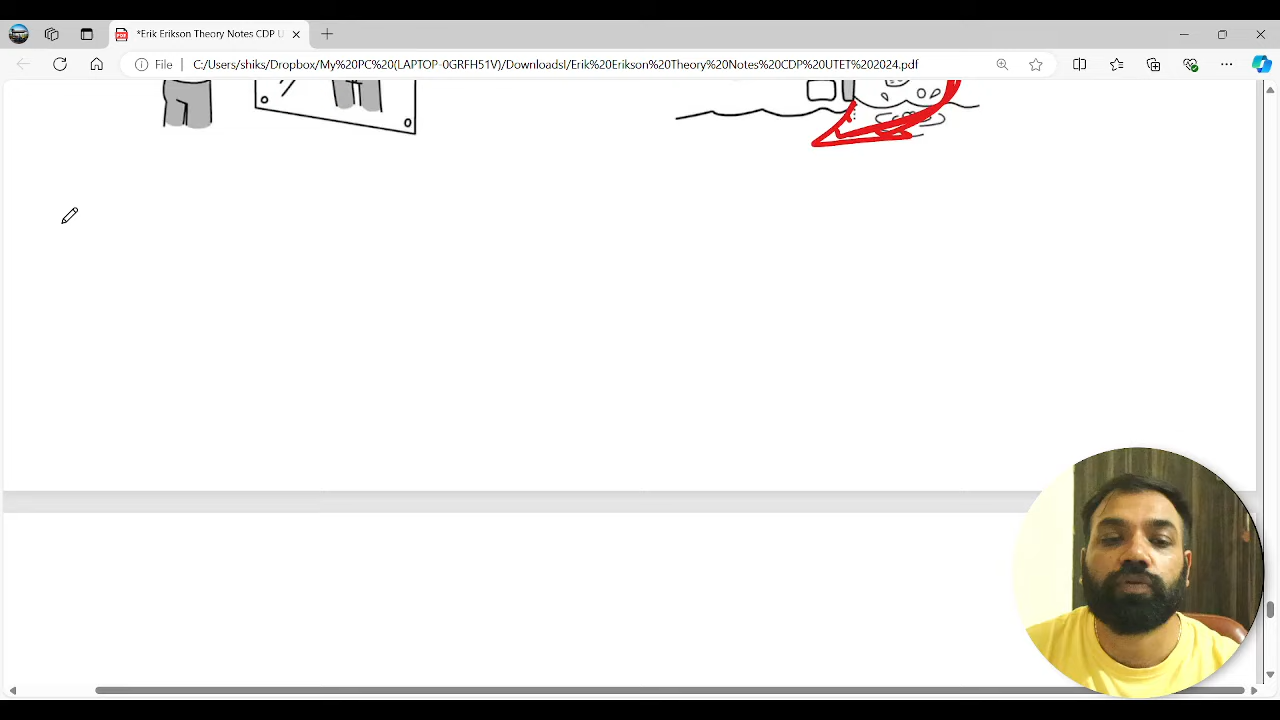 *Erik Erikson Theory Notes CDP U
File
C:/Users/shiks/Dropbox/My%20PC%20(LAPTOP-0GRFH51V)/Downloads/Erik%20Erikson%20Theory%20Notes%20CDP%20UTET%202024.pdf